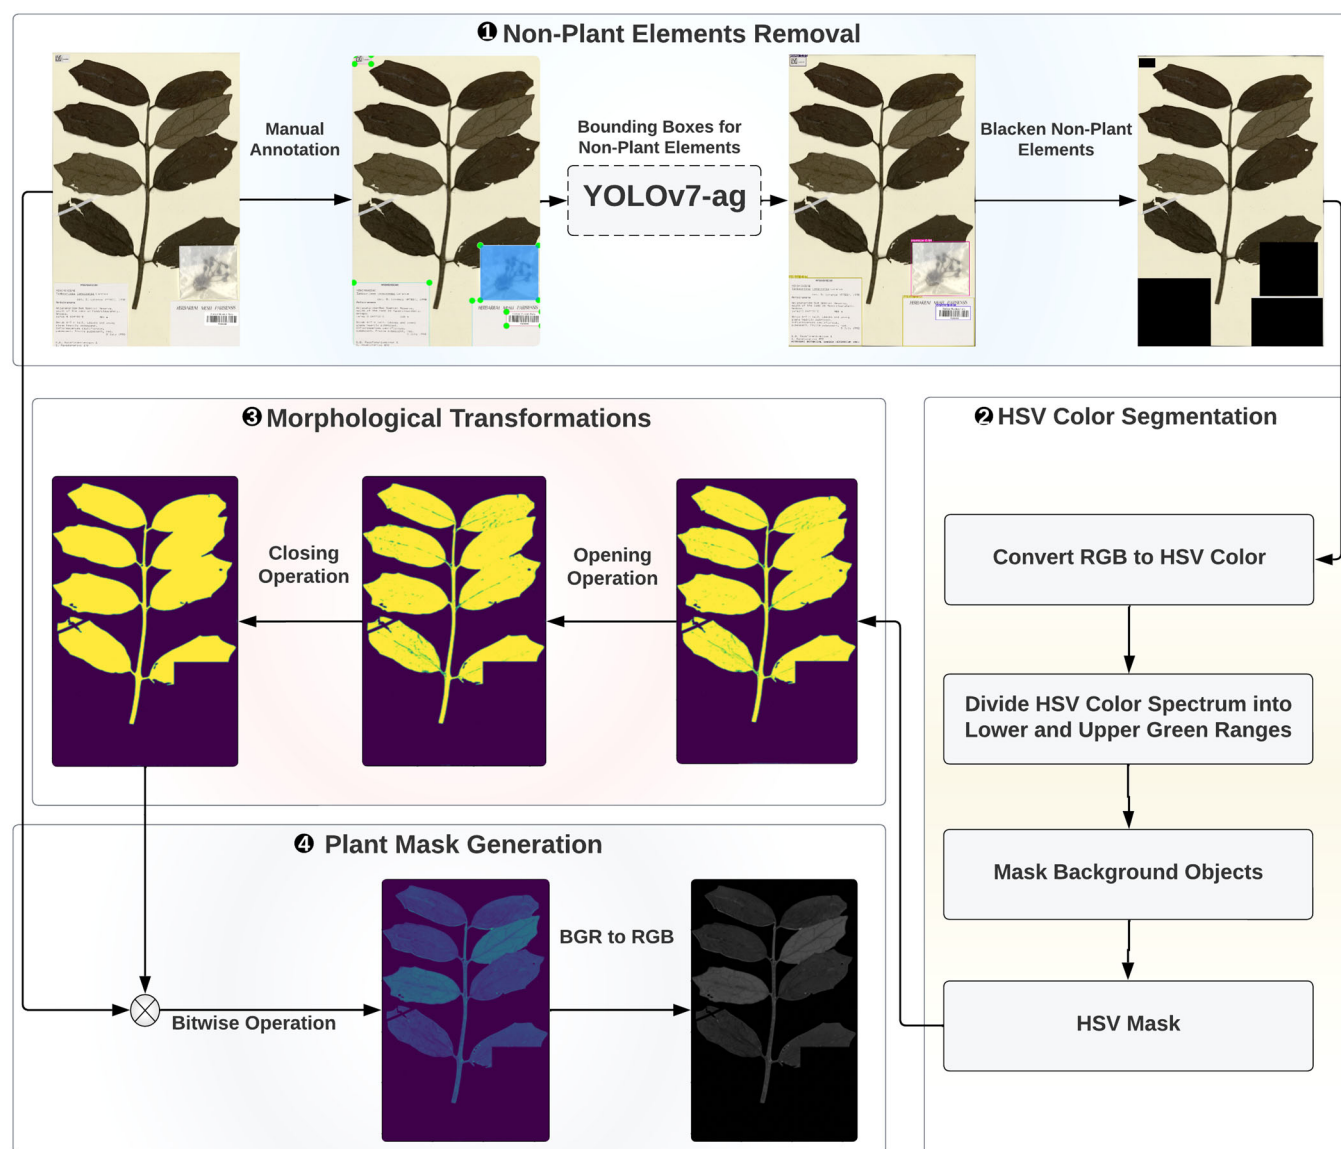 ❶ Non-Plant Elements Removal
Manual
Annotation
Bounding Boxes for
Non-Plant Elements
YOLOv7-ag
Blacken Non-Plant
Elements
❸ Morphological Transformations
Closing
Operation
Opening
Operation
❷ HSV Color Segmentation
Convert RGB to HSV Color
Divide HSV Color Spectrum into
Lower and Upper Green Ranges
Mask Background Objects
HSV Mask
❹ Plant Mask Generation
Bitwise Operation
BGR to RGB